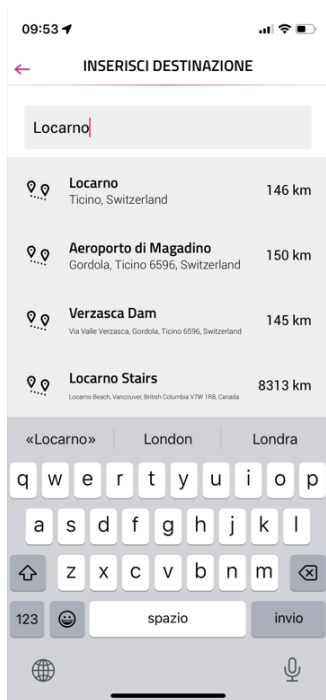 09:53
INSERISCI DESTINAZIONE
Locarno
Locarno
Ticino, Switzerland
146 km
Aeroporto di Magadino
Gordola, Ticino 6596, Switzerland
150 km
Verzasca Dam
Via Valle Verzasca, Gordola, Ticino 6596, Switzerland
145 km
Locarno Stairs
Locarno Beach, Vancouver, British Columbia V7W 1R8, Canada
8313 km
«Locarno» London Londra
q w e r t y u i o p
a s d f g h j k l
z x c v b n m
123 spazio invio